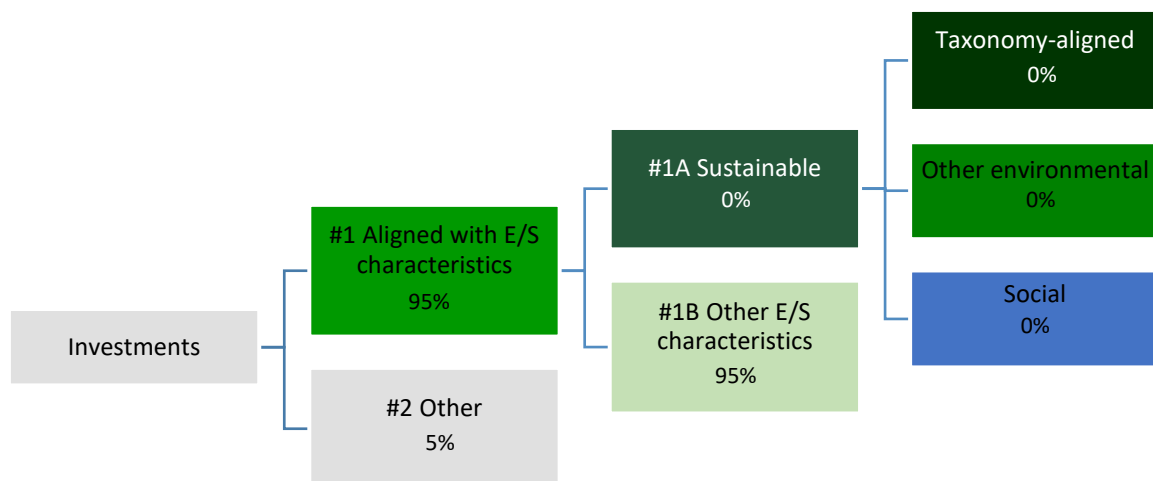 Investments
#1 Aligned with E/S
characteristics
95%
#2 Other
5%
#1A Sustainable
0%
#1B Other E/S
characteristics
95%
Taxonomy-aligned
0%
Other environmental
0%
Social
0%